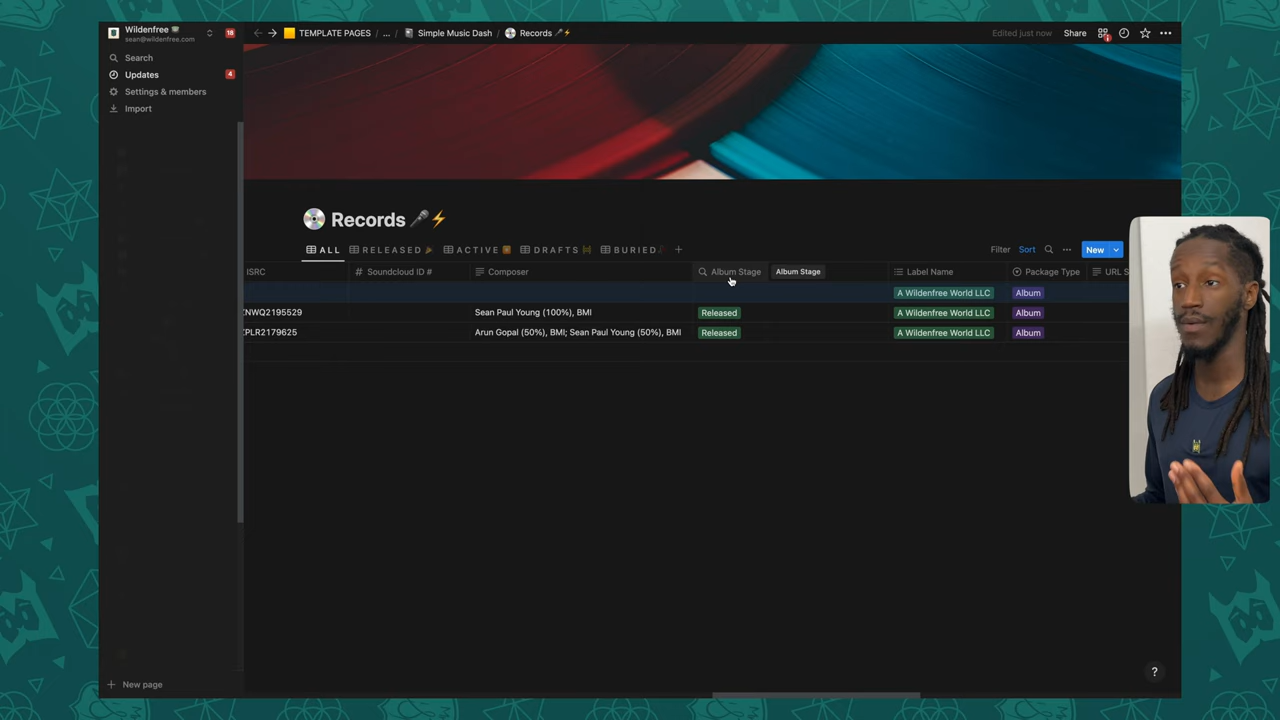 Wildenfree
sean@wildenfree.com
18
TEMPLATE PAGES / ... / Simple Music Dash / Records
Edited just now
Share
Search
Updates 4
Settings & members
Import
Records
ALL RELEASED ACTIVE DRAFTS BURIED
Filter Sort New
ISRC # Soundcloud ID # Composer Album Stage Album Stage Label Name Package Type URL S
A Wildenfree World LLC Album
NWQ2195529 Sean Paul Young (100%), BMI Released A Wildenfree World LLC Album
PLR2179625 Arun Gopal (50%), BMI; Sean Paul Young (50%), BMI Released A Wildenfree World LLC Album
New page
?